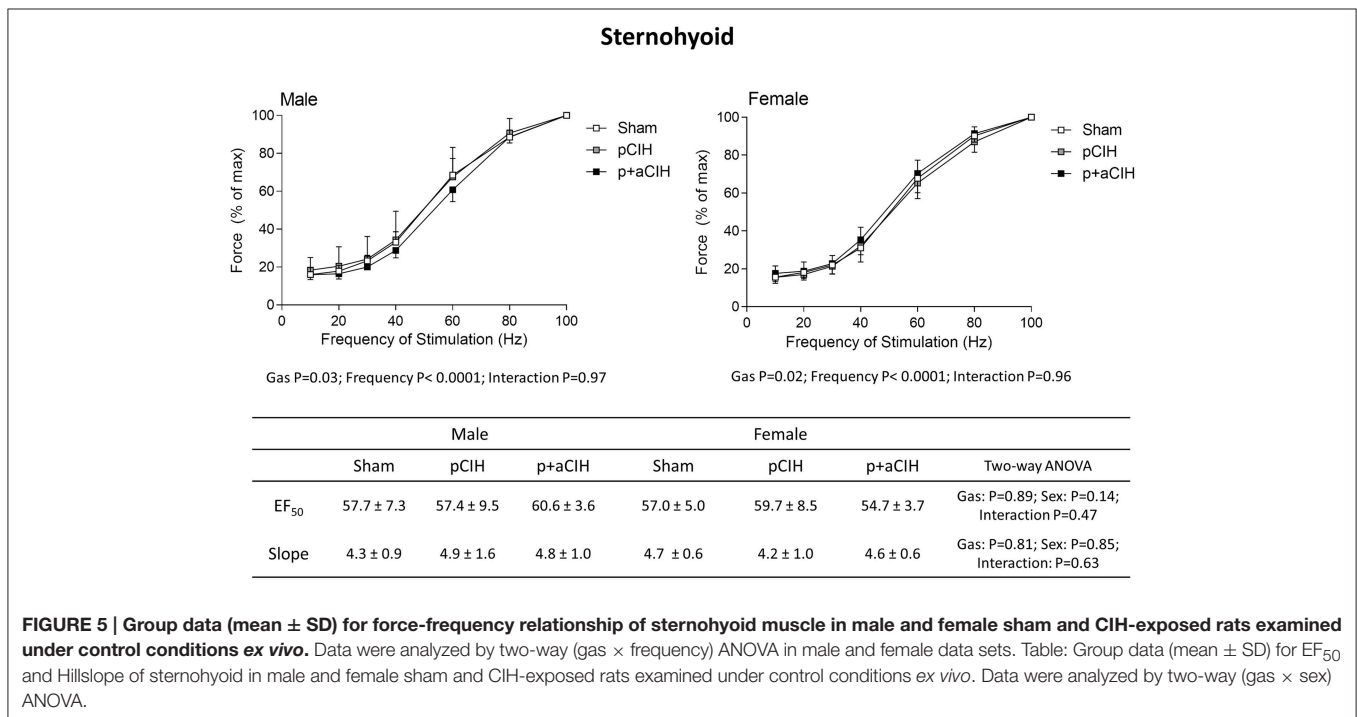 Sternohyoid
Male
100
80
60
40
20
0
Force (% of max)
0 20 40 60 80 100
Frequency of Stimulation (Hz)
Sham
pCIH
p+aCIH
Gas P=0.03; Frequency P< 0.0001; Interaction P=0.97
Female
100
80
60
40
20
0
Force (% of max)
0 20 40 60 80 100
Frequency of Stimulation (Hz)
Sham
pCIH
p+aCIH
Gas P=0.02; Frequency P< 0.0001; Interaction P=0.96
Male Female
Sham pCIH p+aCIH Sham pCIH p+aCIH Two-way ANOVA
EF50 57.7 ± 7.3 57.4 ± 9.5 60.6 ± 3.6 57.0 ± 5.0 59.7 ± 8.5 54.7 ± 3.7 Gas: P=0.89; Sex: P=0.14;
Interaction P=0.47
Slope 4.3 ± 0.9 4.9 ± 1.6 4.8 ± 1.0 4.7 ± 0.6 4.2 ± 1.0 4.6 ± 0.6 Gas: P=0.81; Sex: P=0.85;
Interaction: P=0.63
FIGURE 5 | Group data (mean ± SD) for force-frequency relationship of sternohyoid muscle in male and female sham and CIH-exposed rats examined
under control conditions ex vivo. Data were analyzed by two-way (gas × frequency) ANOVA in male and female data sets. Table: Group data (mean ± SD) for EF50
and Hillslope of sternohyoid in male and female sham and CIH-exposed rats examined under control conditions ex vivo. Data were analyzed by two-way (gas × sex)
ANOVA.